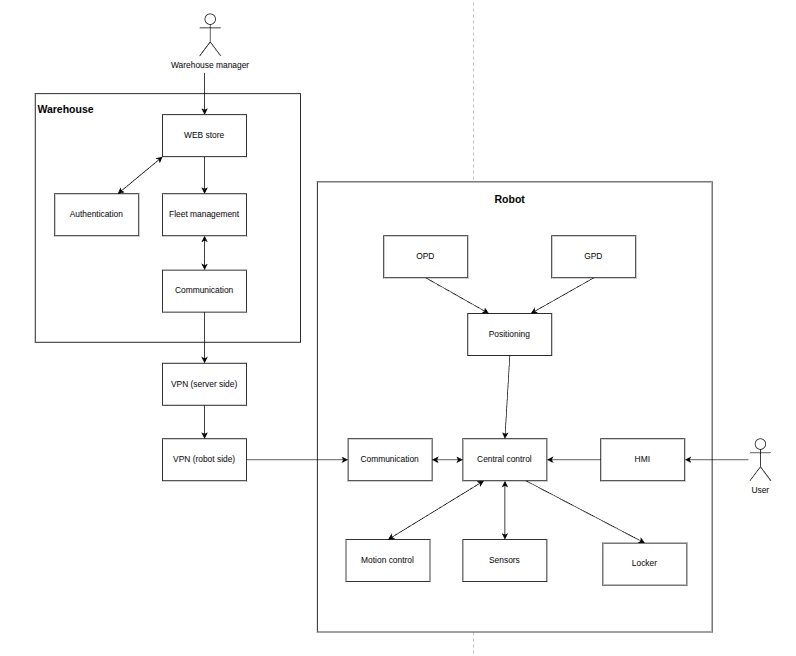 Warehouse manager
Warehouse
WEB store
Authentication
Fleet management
Communication
VPN (server side)
VPN (robot side)
Robot
OPD
GPD
Positioning
Communication
Central control
HMI
User
Motion control
Sensors
Locker